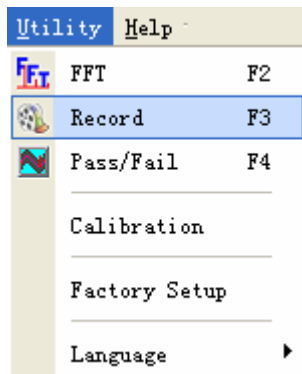 Utility Help
FFT F2
Record F3
Pass/Fail F4
Calibration
Factory Setup
Language